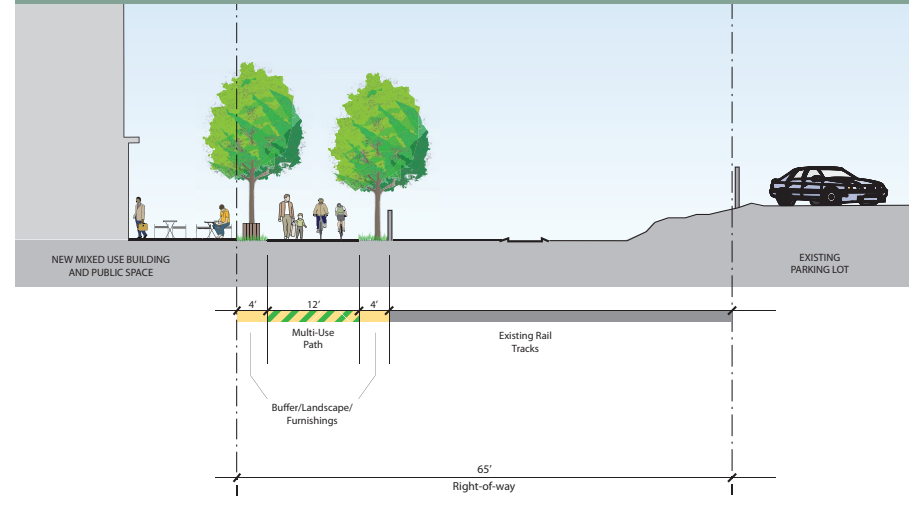 NEW MIXED USE BUILDING
AND PUBLIC SPACE
EXISTING
PARKING LOT
4’
12’
4’
Multi-Use
Path
Existing Rail
Tracks
Buffer/Landscape/
Furnishings
65’
Right-of-way